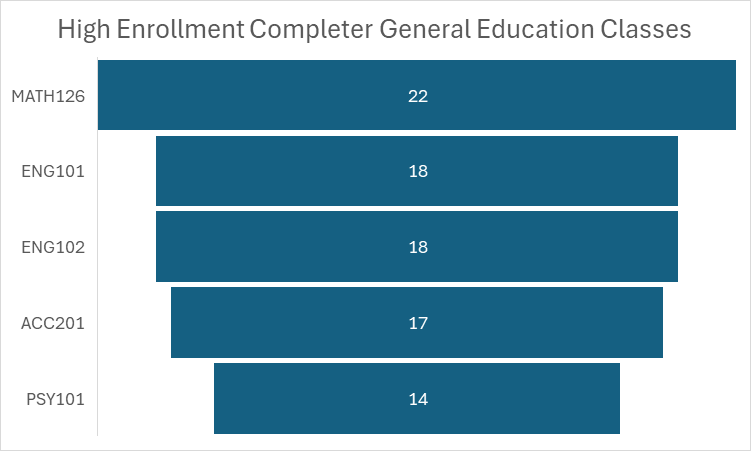 High Enrollment Completer General Education Classes
MATH126 22
ENG101 18
ENG102 18
ACC201 17
PSY101 14